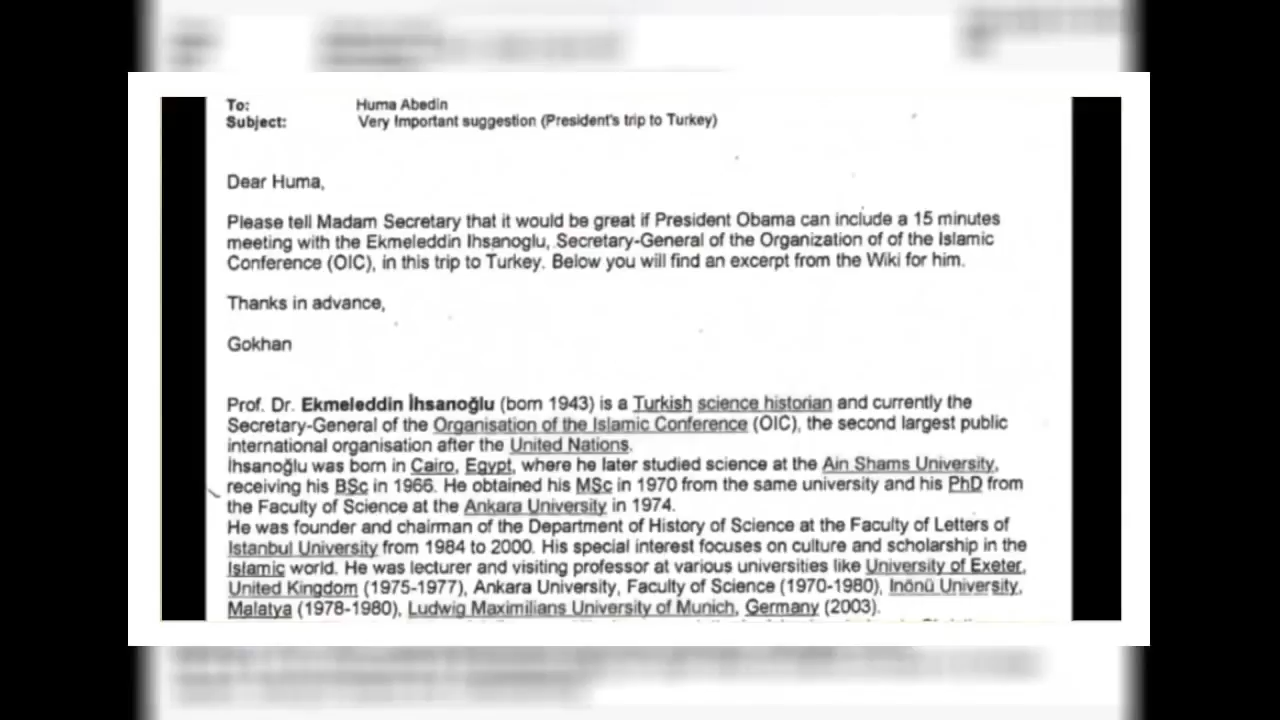 To: Huma Abedin
Subject: Very Important suggestion (President's trip to Turkey)
Dear Huma,
Please tell Madam Secretary that it would be great if President Obama can include a 15 minutes
meeting with the Ekmeleddin Ihsanoglu, Secretary-General of the Organization of of the Islamic
Conference (OIC), in this trip to Turkey. Below you will find an excerpt from the Wiki for him.
Thanks in advance,
Gokhan
Prof. Dr. Ekmeleddin İhsanoğlu (born 1943) is a Turkish science historian and currently the
Secretary-General of the Organisation of the Islamic Conference (OIC), the second largest public
international organisation after the United Nations.
İhsanoğlu was born in Cairo, Egypt, where he later studied science at the Ain Shams University,
receiving his BSc in 1966. He obtained his MSc in 1970 from the same university and his PhD from
the Faculty of Science at the Ankara University in 1974.
He was founder and chairman of the Department of History of Science at the Faculty of Letters of
Istanbul University from 1984 to 2000. His special interest focuses on culture and scholarship in the
Islamic world. He was lecturer and visiting professor at various universities like University of Exeter,
United Kingdom (1975-1977), Ankara University, Faculty of Science (1970-1980), Inönü University,
Malatya (1978-1980), Ludwig Maximilians University of Munich, Germany (2003).